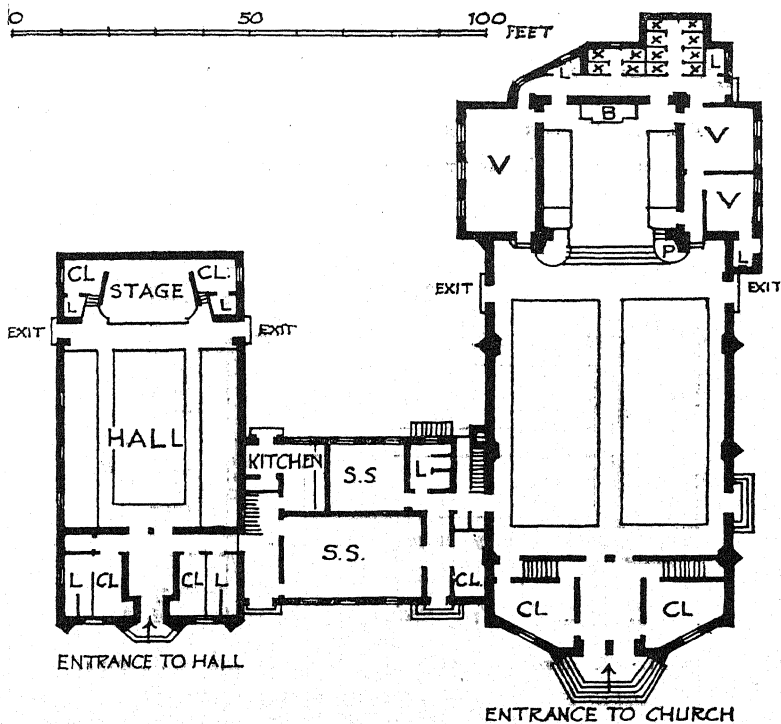 0 50 100 FEET
L L
B
V V
V
P L
CL STAGE CL.
L L
EXIT EXIT
EXIT EXIT
HALL
KITCHEN S.S. L
S.S.
L CL CL L
CL.
CL CL
ENTRANCE TO HALL
ENTRANCE TO CHURCH